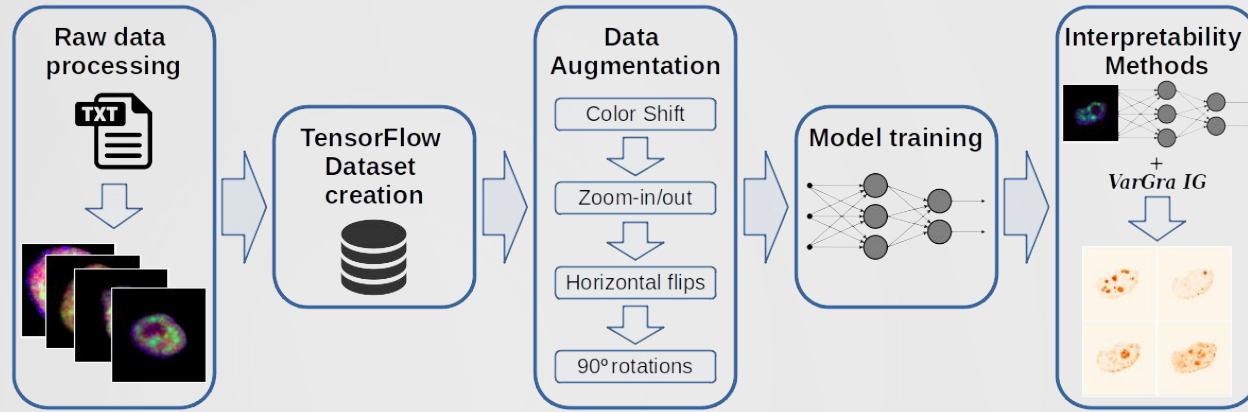 Raw data
processing
TXT
TensorFlow
Dataset
creation
Data
Augmentation
Color Shift
Zoom-in/out
Horizontal flips
90º rotations
Model training
Interpretability
Methods
+
VarGra IG